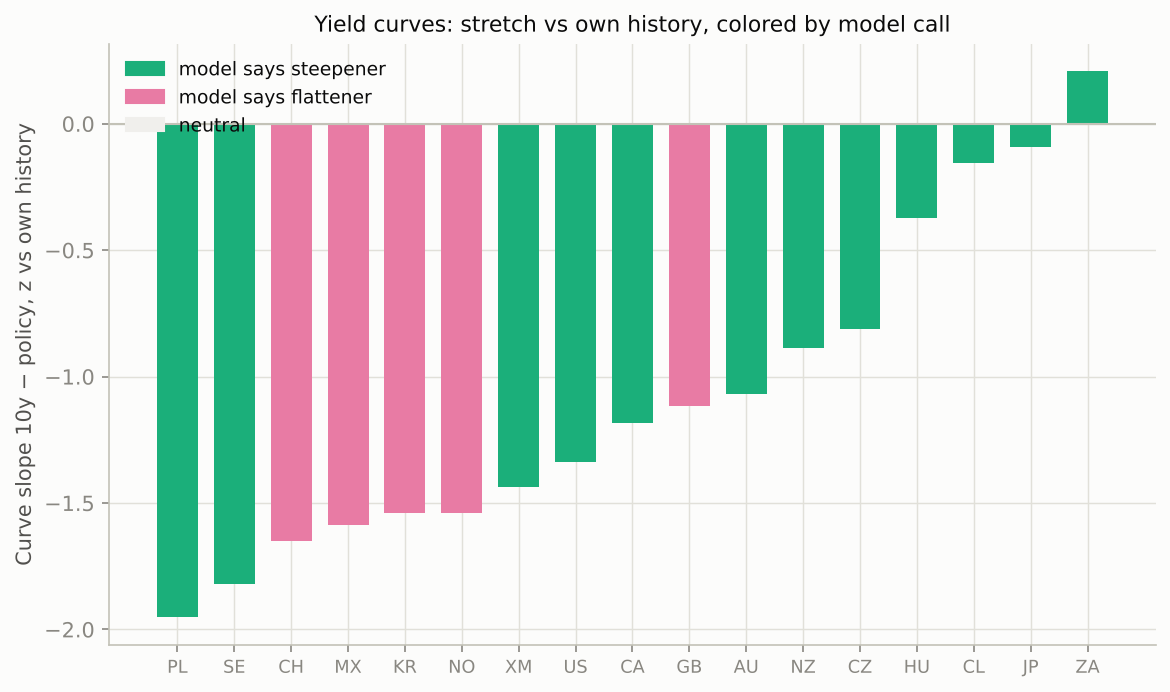 Yield curves: stretch vs own history, colored by model call
model says steepener
model says flattener
neutral
Curve slope 10y − policy, z vs own history
0.0
−0.5
−1.0
−1.5
−2.0
PL SE CH MX KR NO XM US CA GB AU NZ CZ HU CL JP ZA